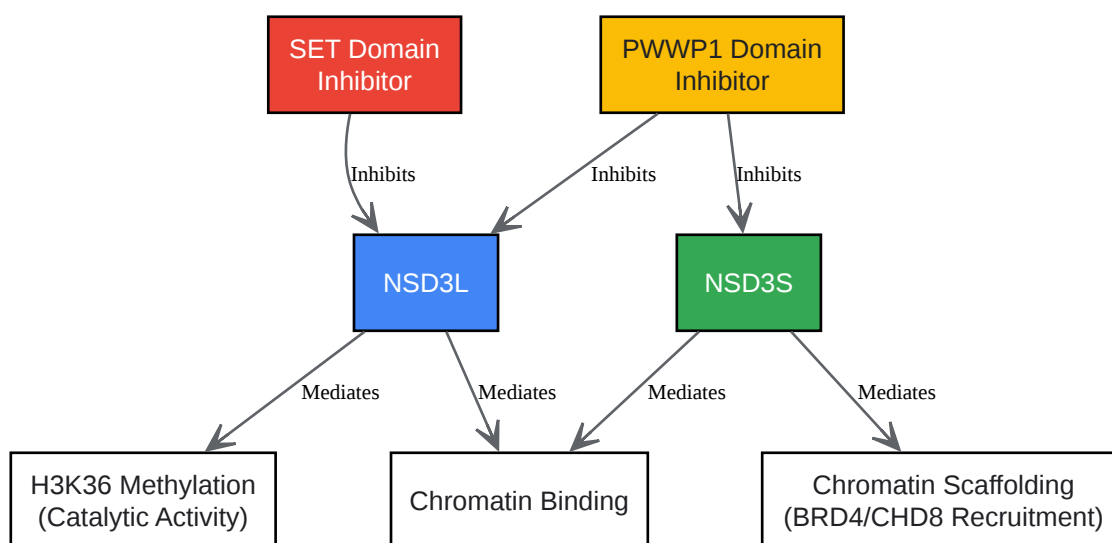 SET Domain
Inhibitor
PWWP1 Domain
Inhibitor
Inhibits
Inhibits
Inhibits
NSD3L
NSD3S
Mediates
Mediates
Mediates
Mediates
H3K36 Methylation
(Catalytic Activity)
Chromatin Binding
Chromatin Scaffolding
(BRD4/CHD8 Recruitment)